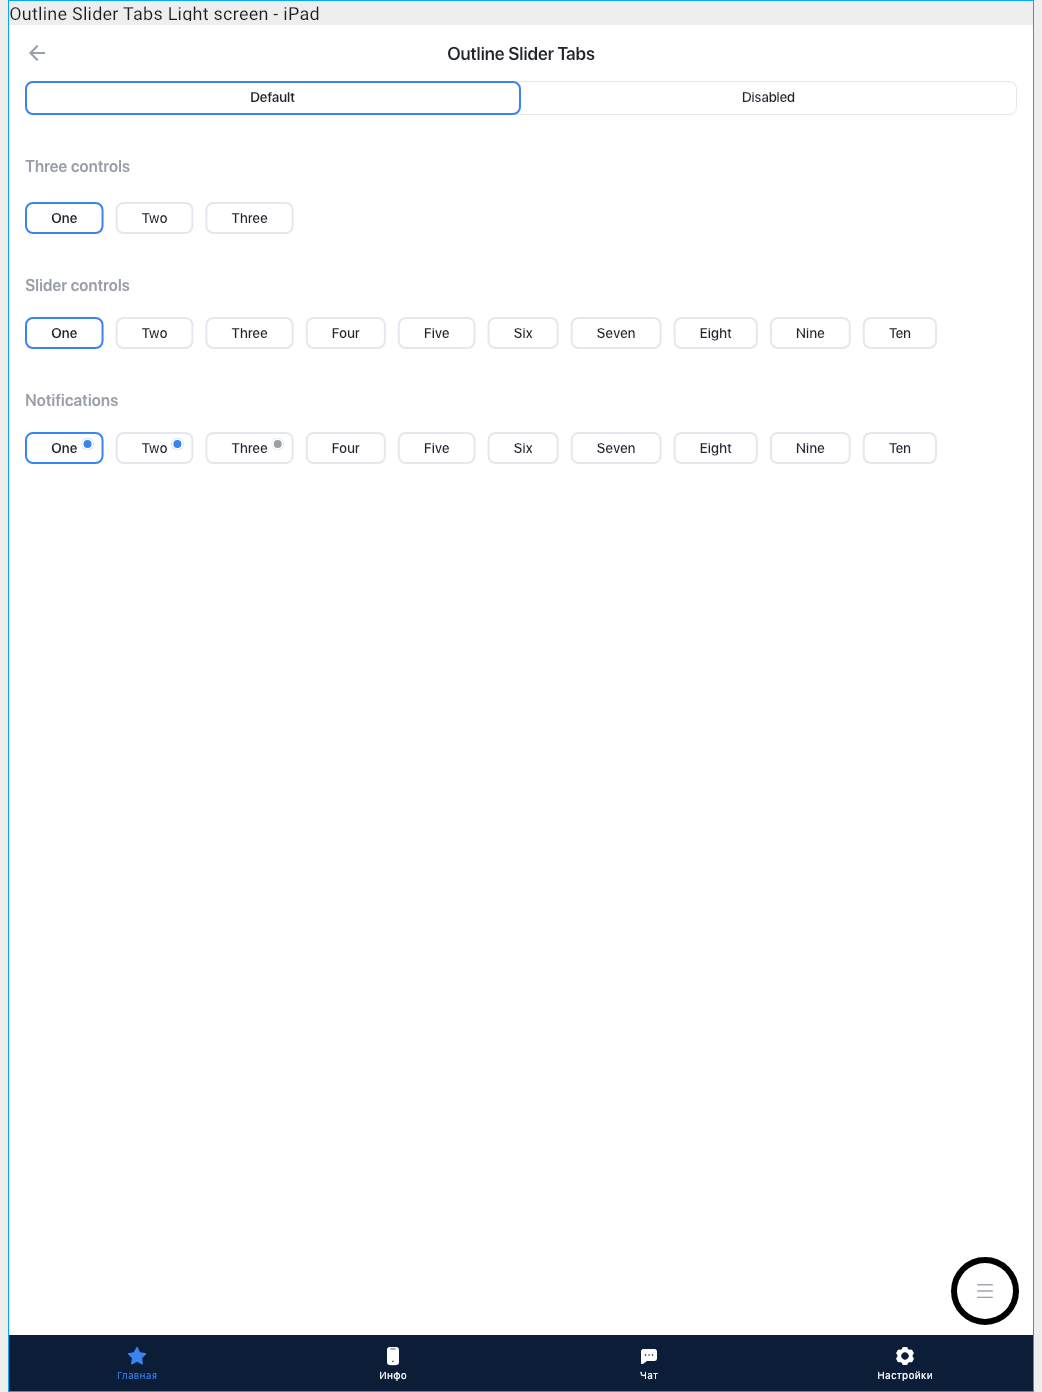 Outline Slider Tabs Light screen - iPad
Outline Slider Tabs
Default Disabled
Three controls
One Two Three
Slider controls
One Two Three Four Five Six Seven Eight Nine Ten
Notifications
One Two Three Four Five Six Seven Eight Nine Ten
Главная Инфо Чат Настройки